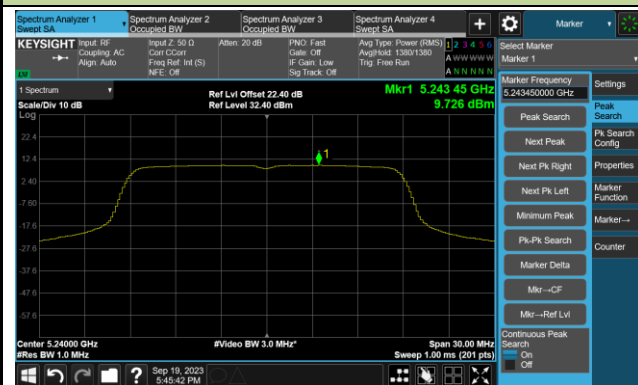 Spectrum Analyzer 1
Swept SA
Spectrum Analyzer 2
Occupied BW
Spectrum Analyzer 3
Occupied BW
Spectrum Analyzer 4
Swept SA
+
Marker
KEYSIGHT
Input: RF
Coupling: AC
Align: Auto
Input Z: 50 Ω
Corr CCorr
Freq Ref: Int (S)
NFE: Off
Atten: 20 dB
PNO: Fast
Gate: Off
IF Gain: Low
Sig Track: Off
Avg Type: Power (RMS)
Avg|Hold: 1380/1380
Trig: Free Run
1 2 3 4 5 6
A W W W W W
A N N N N N
Select Marker
Marker 1
1 Spectrum
Scale/Div 10 dB
Log
Ref Lvl Offset 22.40 dB
Ref Level 32.40 dBm
Mkr1 5.243 45 GHz
9.726 dBm
22.4
12.4
2.40
-7.60
-17.6
-27.6
-37.6
-47.6
-57.6
1
Center 5.24000 GHz
#Res BW 1.0 MHz
#Video BW 3.0 MHz*
Span 30.00 MHz
Sweep 1.00 ms (201 pts)
Marker Frequency
5.243450000 GHz
Peak Search
Next Peak
Next Pk Right
Next Pk Left
Minimum Peak
Pk-Pk Search
Marker Delta
Mkr→CF
Mkr→Ref Lvl
Continuous Peak
Search
On
Off
Settings
Peak
Search
Pk Search
Config
Properties
Marker
Function
Marker→
Counter
?
Sep 19, 2023
5:45:42 PM